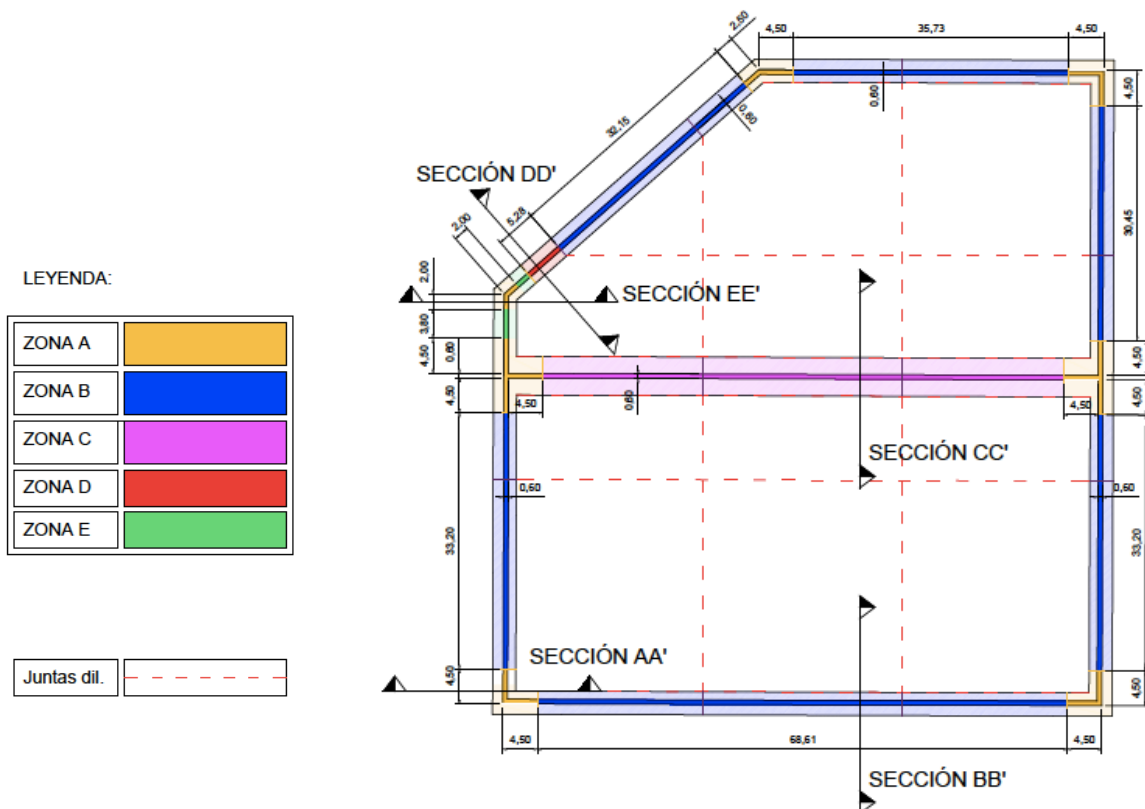 2,50
4,50
35,73
4,50
4,50
0,60
0,60
32,15
SECCIÓN DD'
30,45
5,28
2,00
2,00
LEYENDA:
SECCIÓN EE'
3,80
ZONA A
0,60
4,50
4,50
ZONA B
4,50
4,50
4,50
0,60
4,50
ZONA C
SECCIÓN CC'
ZONA D
0,60
0,60
ZONA E
33,20
33,20
SECCIÓN AA'
Juntas dil.
4,50
4,50
4,50
68,61
4,50
SECCIÓN BB'